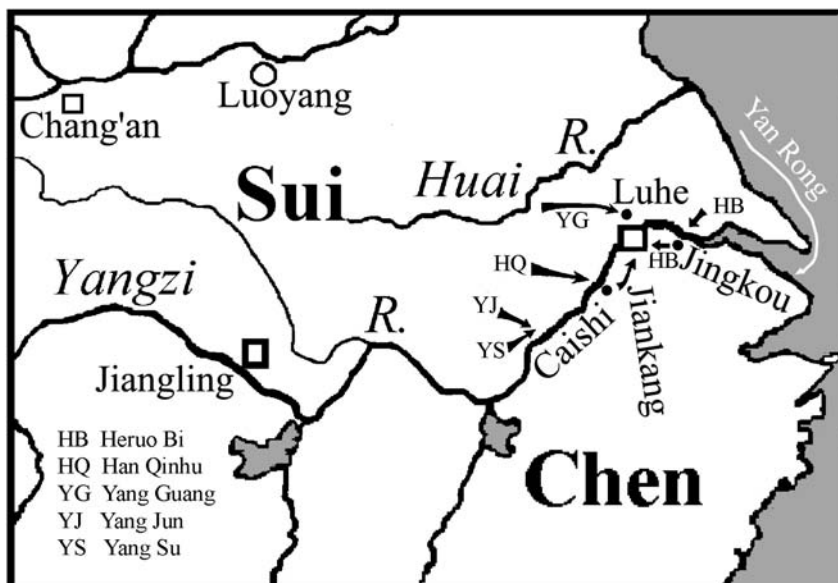 Luoyang
Chang'an
Yan Rong
R.
Huai
Sui
Luhe
HB
YG
HB
Jingkou
HQ
Yangzi
R.
YJ
YS
Caishi
Jiankang
Jiangling
Chen
HB Heruo Bi
HQ Han Qinhu
YG Yang Guang
YJ Yang Jun
YS Yang Su